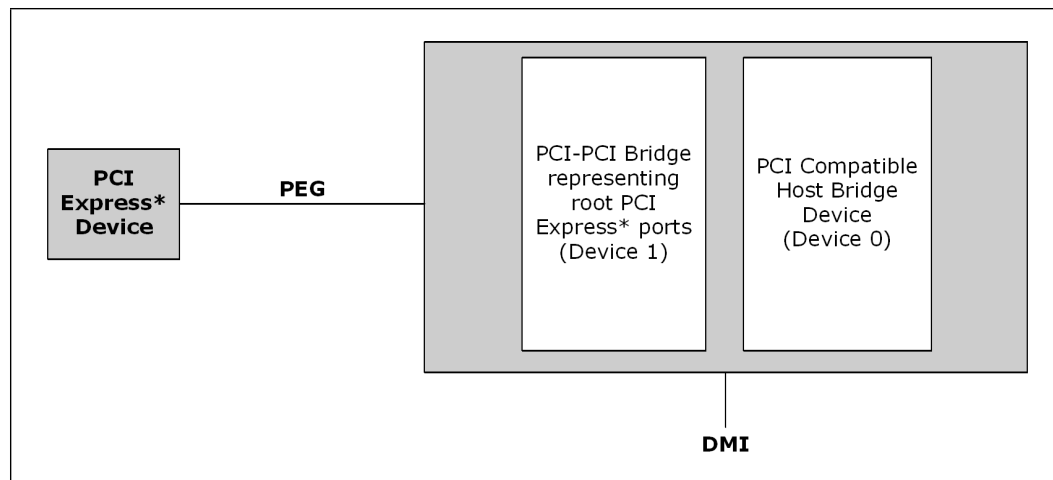 PCI
Express*
Device
PEG
PCI-PCI Bridge
representing
root PCI
Express* ports
(Device 1)
PCI Compatible
Host Bridge
Device
(Device 0)
DMI